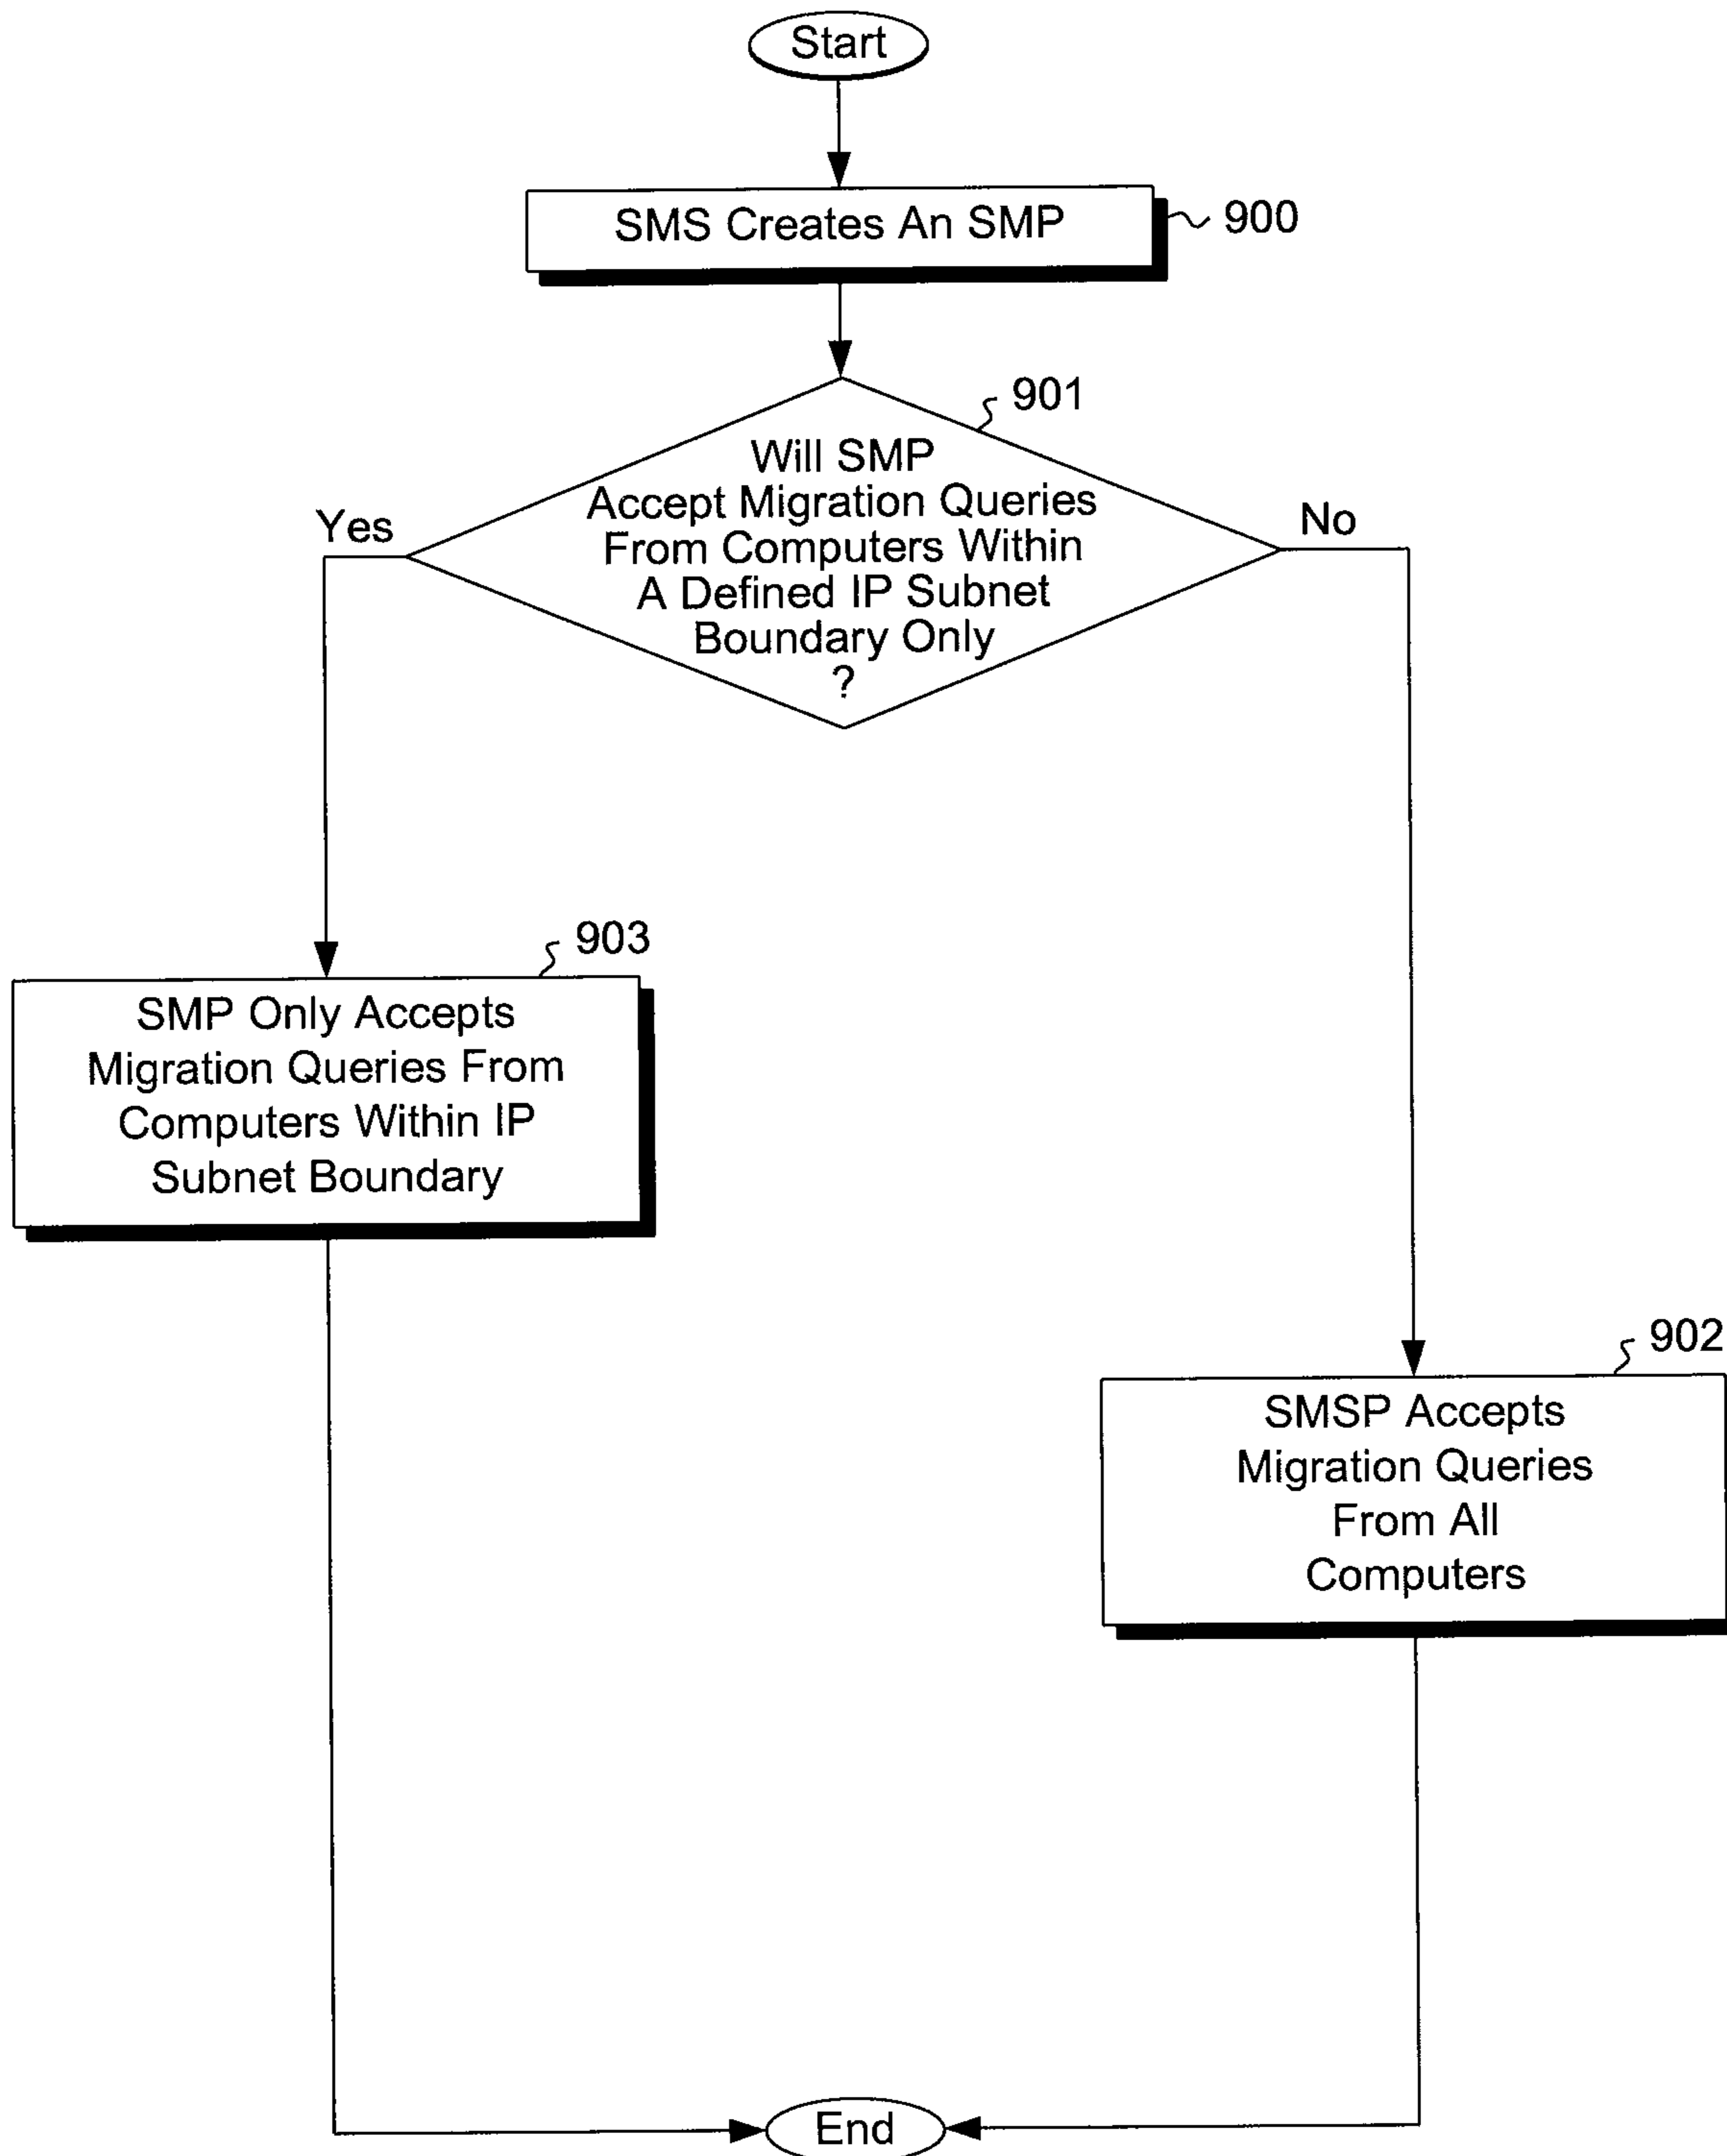 Start
SMS Creates An SMP
900
901
Will SMP
Accept Migration Queries
From Computers Within
A Defined IP Subnet
Boundary Only
?
Yes
No
903
SMP Only Accepts
Migration Queries From
Computers Within IP
Subnet Boundary
902
SMSP Accepts
Migration Queries
From All
Computers
End